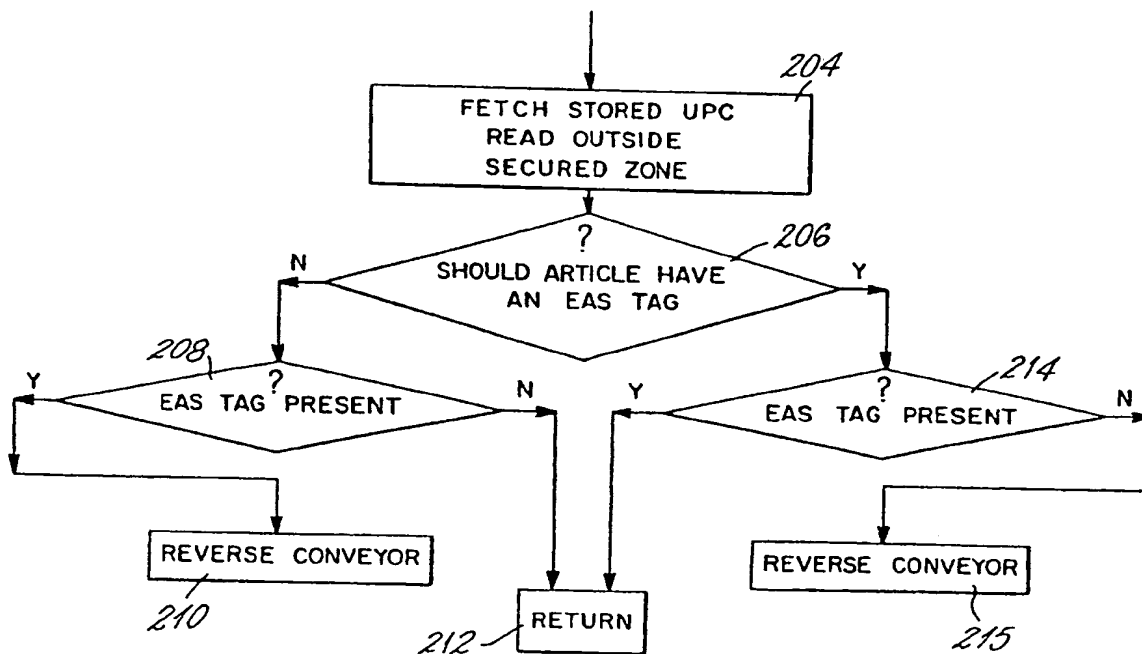 204
FETCH STORED UPC
READ OUTSIDE
SECURED ZONE
206
?
SHOULD ARTICLE HAVE
AN EAS TAG
N
Y
208
?
EAS TAG PRESENT
Y
N
214
?
EAS TAG PRESENT
Y
N
REVERSE CONVEYOR
210
RETURN
212
REVERSE CONVEYOR
215